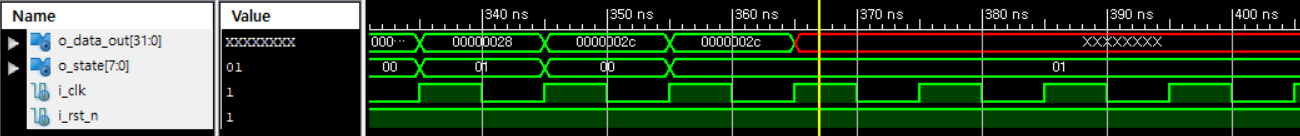 Name Value
340 ns 350 ns 360 ns 370 ns 380 ns 390 ns 400 ns
o_data_out[31:0] XXXXXXXX 000... 00000028 0000002c 0000002c XXXXXXXX
o_state[7:0] 01 00 01 00 01
i_clk 1
i_rst_n 1